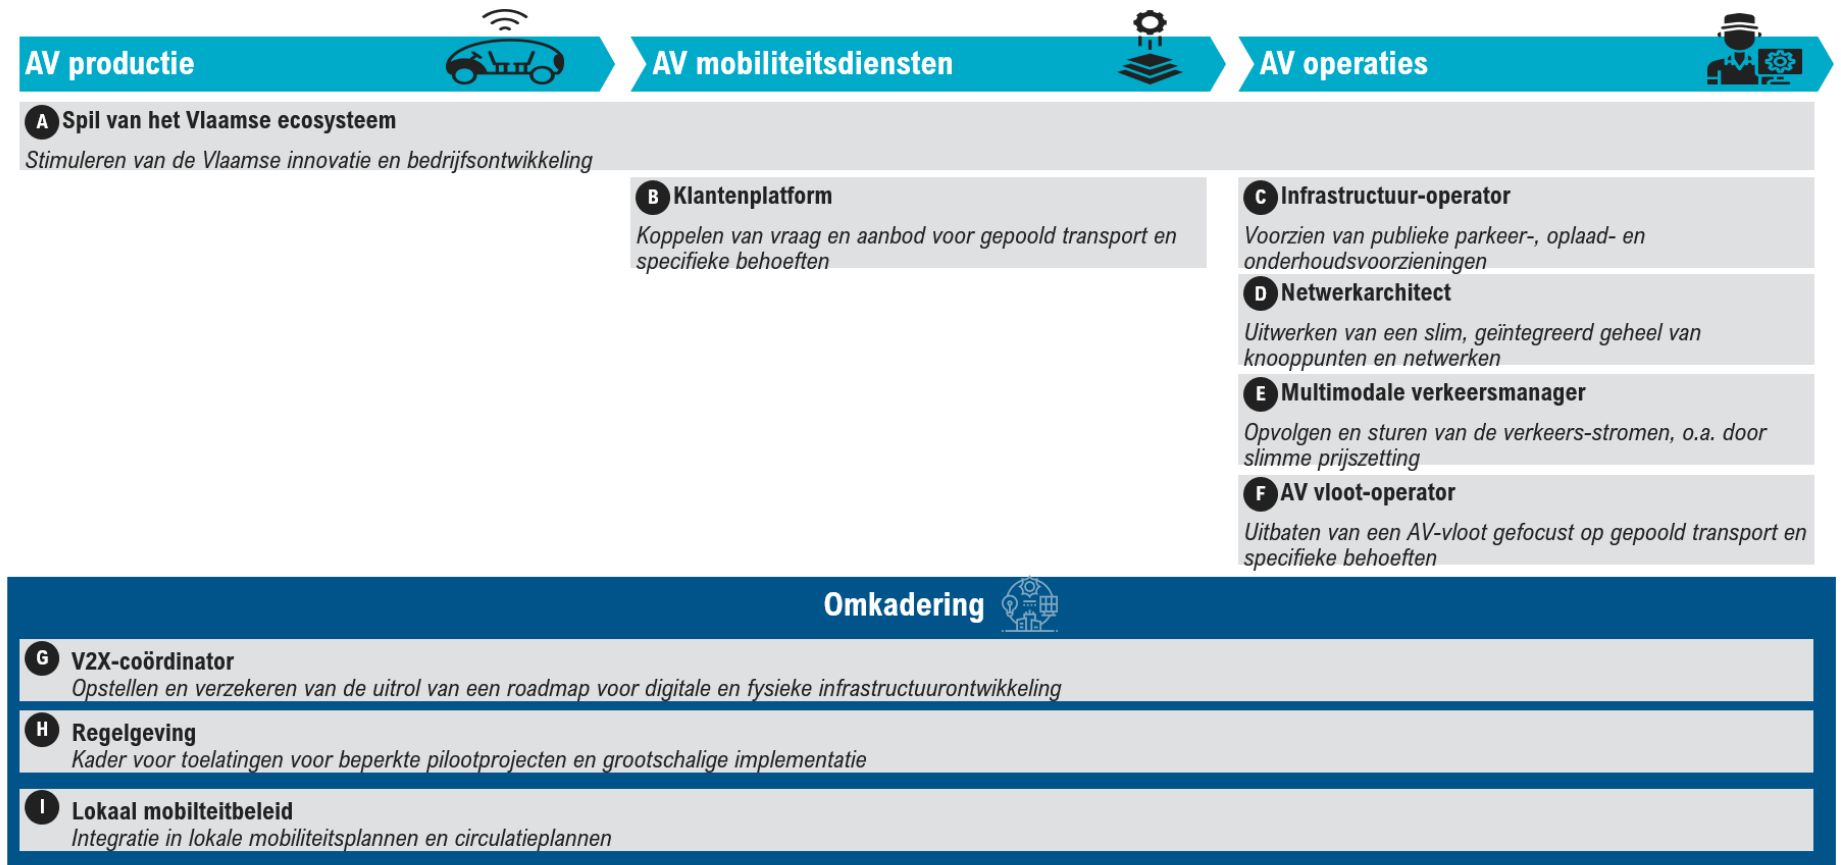 AV productie
AV mobiliteitsdiensten
AV operaties
A Spil van het Vlaamse ecosysteem
Stimuleren van de Vlaamse innovatie en bedrijfsontwikkeling
B Klantenplatform
Koppelen van vraag en aanbod voor gepoold transport en
specifieke behoeften
C Infrastructuur-operator
Voorzien van publieke parkeer-, oplaad- en
onderhoudsvoorzieningen
D Netwerkarchitect
Uitwerken van een slim, geïntegreerd geheel van
knooppunten en netwerken
E Multimodale verkeersmanager
Opvolgen en sturen van de verkeers-stromen, o.a. door
slimme prijszetting
F AV vloot-operator
Uitbaten van een AV-vloot gefocust op gepoold transport en
specifieke behoeften
Omkadering
G V2X-coördinator
Opstellen en verzekeren van de uitrol van een roadmap voor digitale en fysieke infrastructuurontwikkeling
H Regelgeving
Kader voor toelatingen voor beperkte pilootprojecten en grootschalige implementatie
I Lokaal mobilteitbeleid
Integratie in lokale mobiliteitsplannen en circulatieplannen